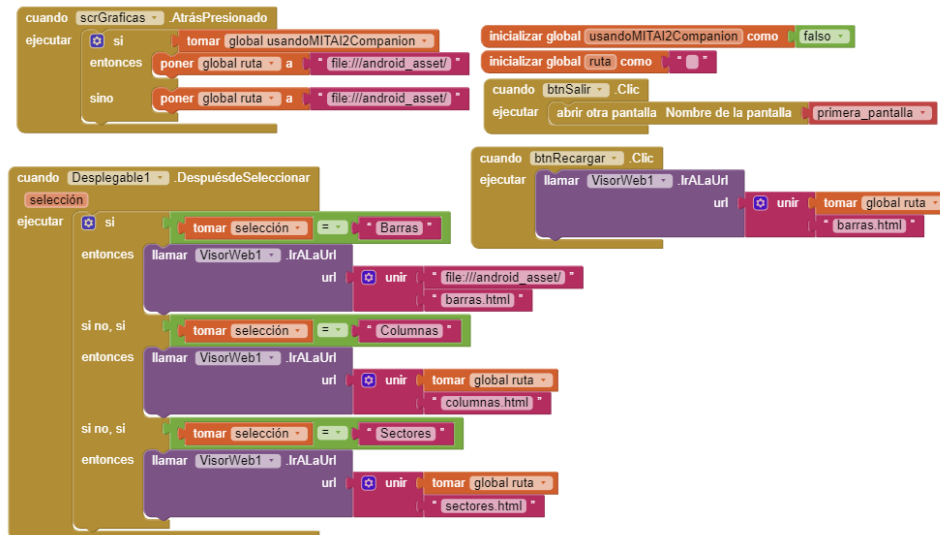 cuando scrGraficas .AtrásPresionado
ejecutar si tomar global usandoMITAI2Companion
entonces poner global ruta a " file:///android_asset/ "
sino poner global ruta a " file:///android_asset/ "
inicializar global usandoMITAI2Companion como falso
inicializar global ruta como " "
cuando btnSalir .Clic
ejecutar abrir otra pantalla Nombre de la pantalla primera_pantalla
cuando btnRecargar .Clic
ejecutar llamar VisorWeb1 .IrALaUrl
url unir tomar global ruta
" barras.html "
cuando Desplegable1 .DespuésdeSeleccionar
selección
ejecutar si tomar selección = " Barras "
entonces llamar VisorWeb1 .IrALaUrl
url unir " file:///android_asset/ "
" barras.html "
si no, si tomar selección = " Columnas "
entonces llamar VisorWeb1 .IrALaUrl
url unir tomar global ruta
" columnas.html "
si no, si tomar selección = " Sectores "
entonces llamar VisorWeb1 .IrALaUrl
url unir tomar global ruta
" sectores.html "